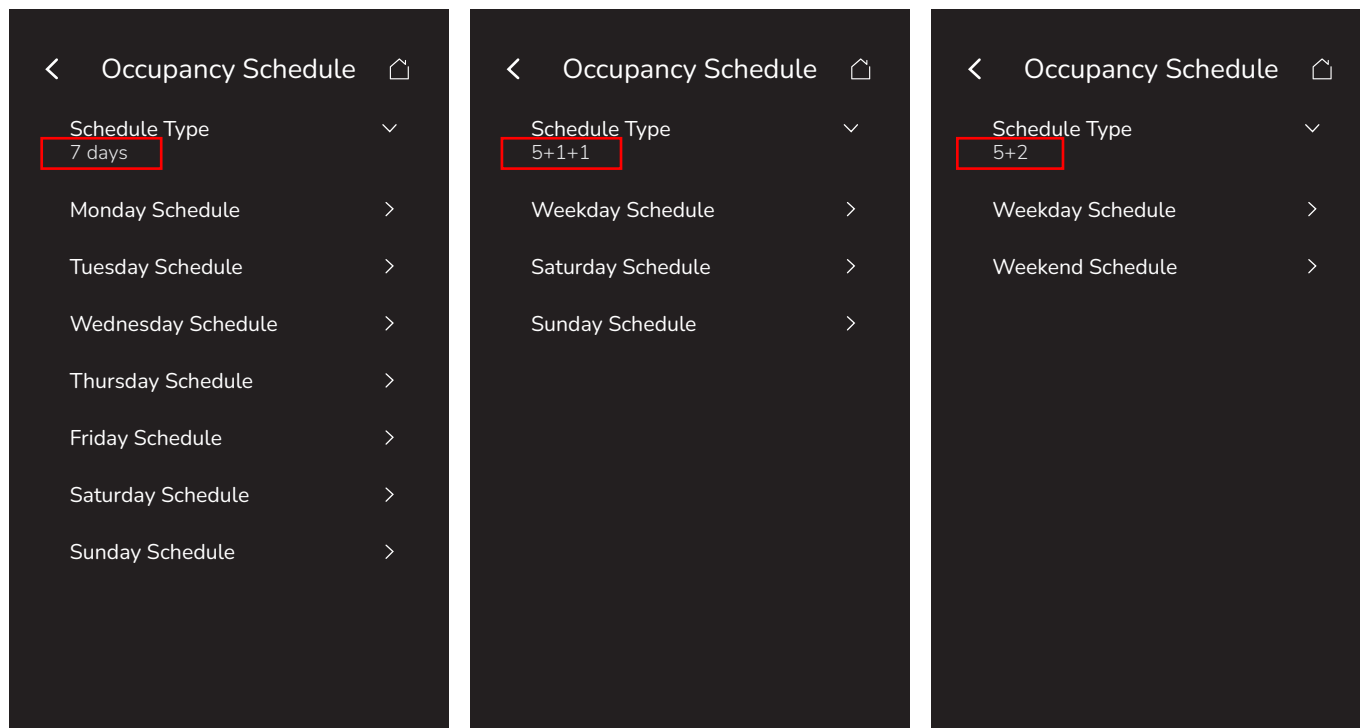 Occupancy Schedule
Schedule Type
7 days
Monday Schedule
Tuesday Schedule
Wednesday Schedule
Thursday Schedule
Friday Schedule
Saturday Schedule
Sunday Schedule
Occupancy Schedule
Schedule Type
5+1+1
Weekday Schedule
Saturday Schedule
Sunday Schedule
Occupancy Schedule
Schedule Type
5+2
Weekday Schedule
Weekend Schedule